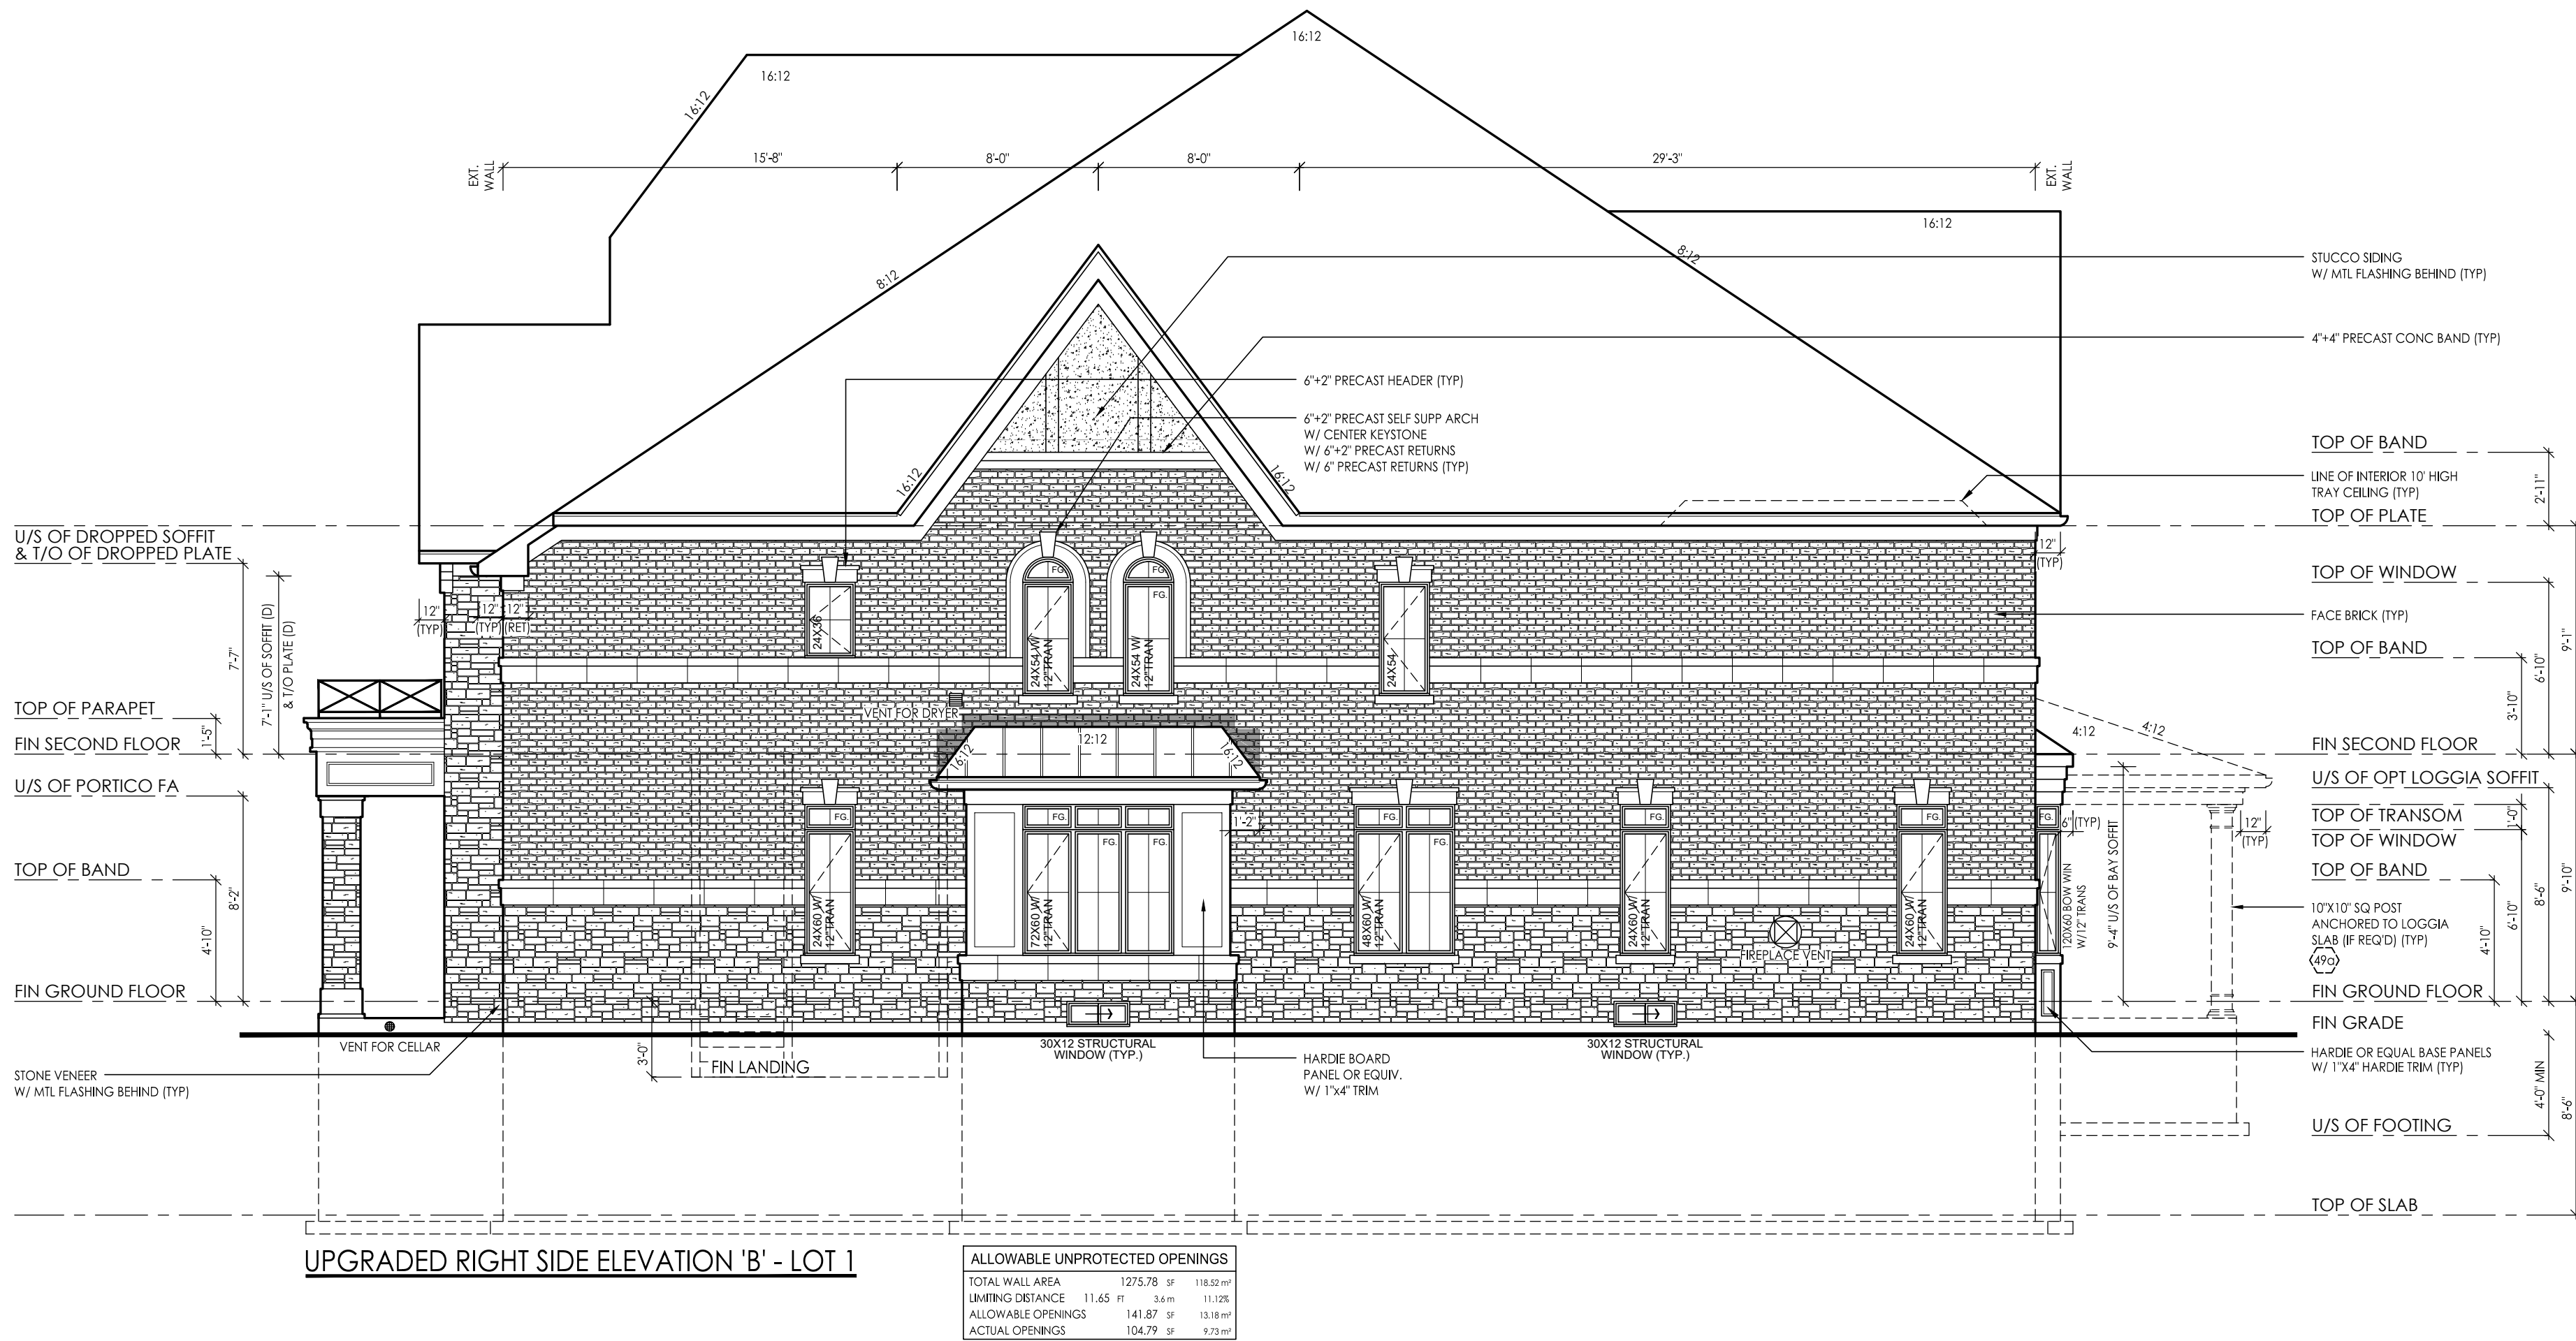 16:12
16:12
16:12
EXT.
WALL
15'-8"
8'-0"
8'-0"
29'-3"
EXT.
WALL
16:12
8:12
8:12
16:12
16:12
STUCCO SIDING
W/ MTL FLASHING BEHIND (TYP)
4"+4" PRECAST CONC BAND (TYP)
6"+2" PRECAST HEADER (TYP)
6"+2" PRECAST SELF SUPP ARCH
W/ CENTER KEYSTONE
W/ 6"+2" PRECAST RETURNS
W/ 6" PRECAST RETURNS (TYP)
TOP OF BAND
LINE OF INTERIOR 10' HIGH
TRAY CEILING (TYP)
2'-11"
TOP OF PLATE
12"
(TYP)
TOP OF WINDOW
FACE BRICK (TYP)
TOP OF BAND
9'-1"
6'-10"
3'-10"
FIN SECOND FLOOR
U/S OF OPT LOGGIA SOFFIT
TOP OF TRANSOM
1'-0"
TOP OF WINDOW
TOP OF BAND
10"X10" SQ POST
ANCHORED TO LOGGIA
SLAB (IF REQ'D) (TYP)
49a
4'-10"
6'-10"
8'-6"
9'-10"
FIN GROUND FLOOR
FIN GRADE
HARDIE OR EQUAL BASE PANELS
W/ 1"X4" HARDIE TRIM (TYP)
4'-0" MIN
8'-6"
U/S OF FOOTING
TOP OF SLAB
U/S OF DROPPED SOFFIT
& T/O OF DROPPED PLATE
7'-7"
7'-1" U/S OF SOFFIT (D)
& T/O PLATE (D)
12"
(TYP)
12"
(TYP)
12"
(RET)
TOP OF PARAPET
1'-5"
FIN SECOND FLOOR
U/S OF PORTICO FA
TOP OF BAND
8'-2"
4'-10"
FIN GROUND FLOOR
VENT FOR CELLAR
STONE VENEER
W/ MTL FLASHING BEHIND (TYP)
24X36
FG.
FG.
24X54 W/
12"TRAN
FG.
24X54 W/
12"TRAN
24X54
VENT FOR DRYER
12:12
16:12
16:12
4:12
4:12
FG.
24X60 W/
12"TRAN
FG.
FG.
FG.
72X60 W/
12"TRAN
1'-2"
FG.
FG.
48X60 W/
12"TRAN
FG.
24X60 W/
12"TRAN
FIREPLACE VENT
FG.
24X60 W/
12"TRAN
FG.
6" (TYP)
120X60 BOW WIN
W/12" TRANS
9'-4" U/S OF BAY SOFFIT
12"
(TYP)
3'-0"
FIN LANDING
30X12 STRUCTURAL
WINDOW (TYP.)
HARDIE BOARD
PANEL OR EQUIV.
W/ 1"x4" TRIM
30X12 STRUCTURAL
WINDOW (TYP.)
UPGRADED RIGHT SIDE ELEVATION 'B' - LOT 1
ALLOWABLE UNPROTECTED OPENINGS
TOTAL WALL AREA 1275.78 SF 118.52 m²
LIMITING DISTANCE 11.65 FT 3.6 m 11.12%
ALLOWABLE OPENINGS 141.87 SF 13.18 m²
ACTUAL OPENINGS 104.79 SF 9.73 m²